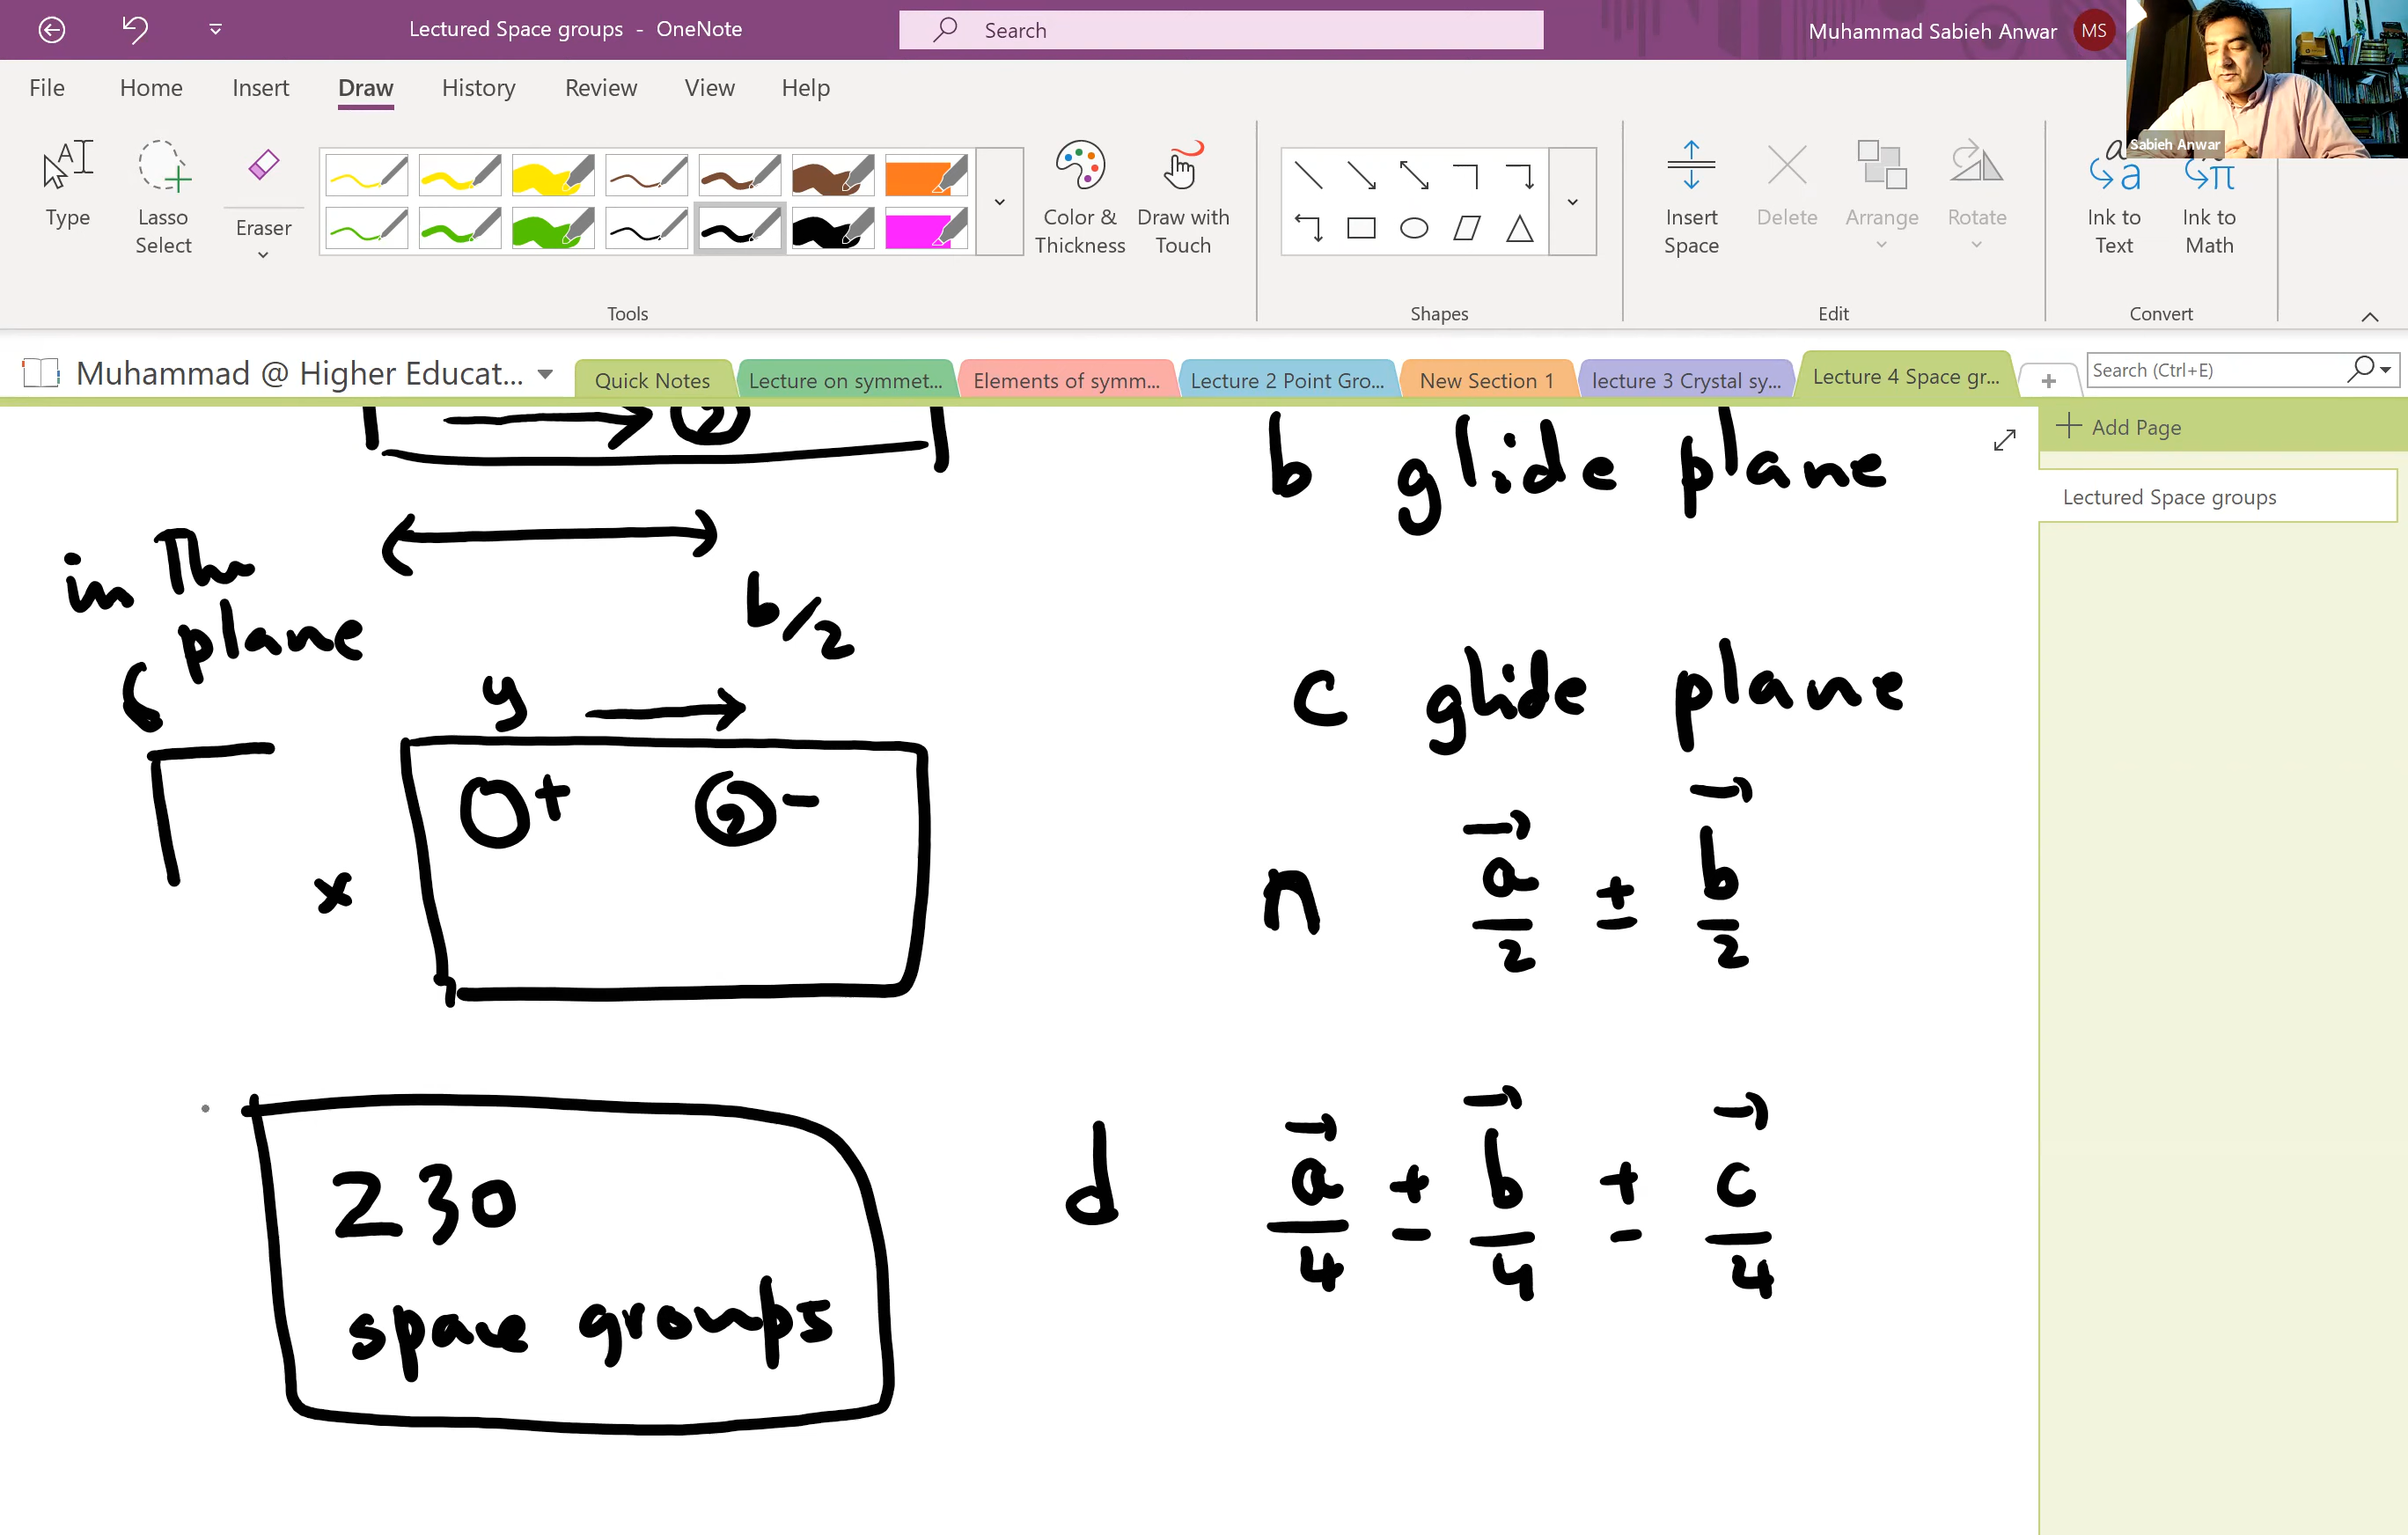 Lectured Space groups - OneNote
Search
Muhammad Sabieh Anwar
MS
Sabieh Anwar
File Home Insert Draw History Review View Help
Type
Lasso Select
Eraser
Color & Thickness
Draw with Touch
Insert Space
Delete
Arrange
Rotate
Ink to Text
Ink to Math
Tools
Shapes
Edit
Convert
Muhammad @ Higher Educat...
Quick Notes
Lecture on symmet...
Elements of symm...
Lecture 2 Point Gro...
New Section 1
lecture 3 Crystal sy...
Lecture 4 Space gr...
Search (Ctrl+E)
Add Page
Lectured Space groups
b glide plane
in the
plane
b/2
y
c glide plane
x
+
-
n a/2 ± b/2
d a/4 ± b/4 ± c/4
230
space groups